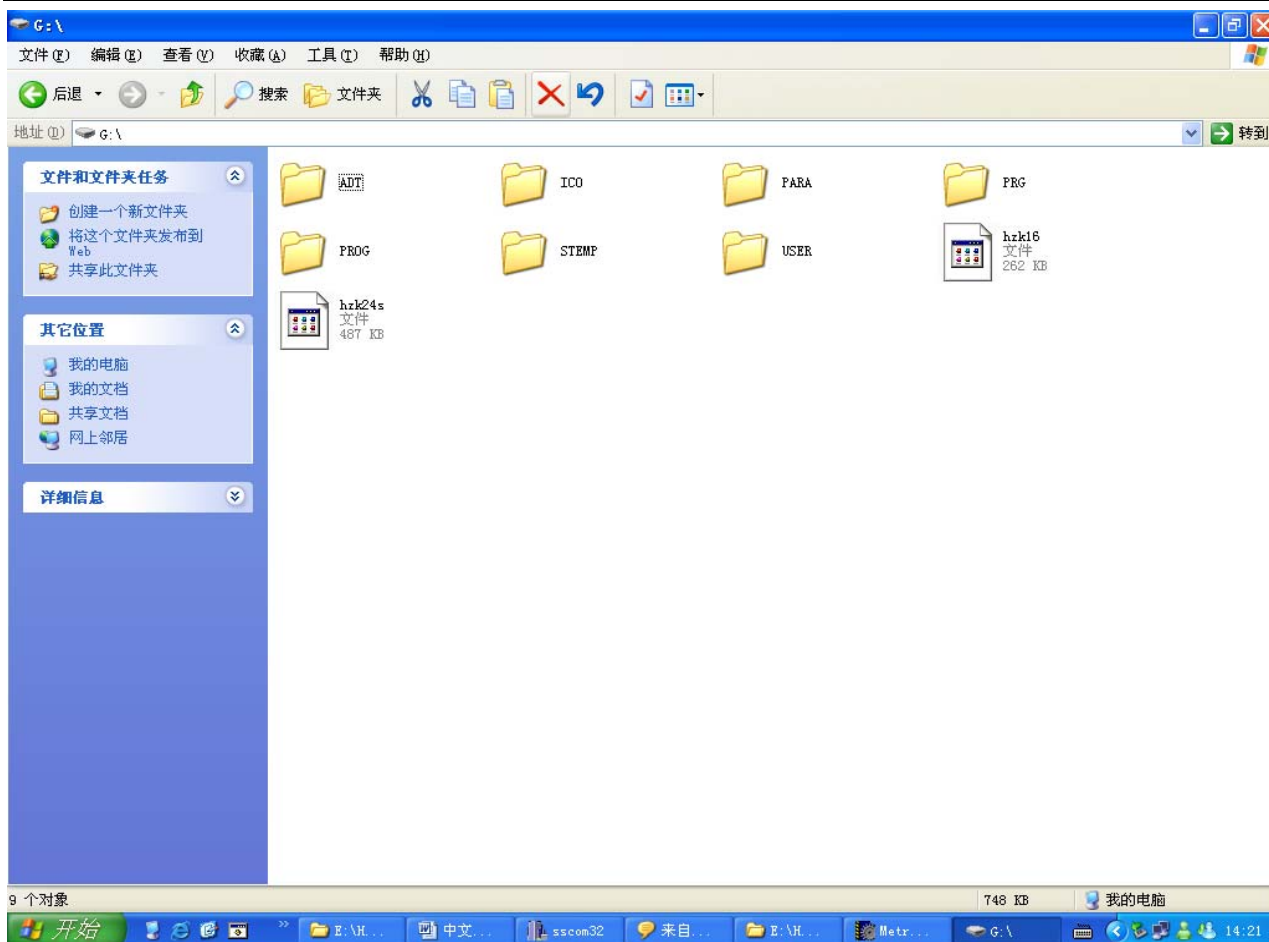 G:\
文件(F) 编辑(E) 查看(V) 收藏(A) 工具(T) 帮助(H)
后退 搜索 文件夹
地址(D) G:\ 转到
文件和文件夹任务
创建一个新文件夹
将这个文件夹发布到
Web
共享此文件夹
其它位置
我的电脑
我的文档
共享文档
网上邻居
详细信息
ADT ICO PARA PRG
PROG STEMP USER hzk16
文件
262 KB
hzk24s
文件
487 KB
9 个对象 748 KB 我的电脑
开始 E:\H... 中文... sscom32 来自... E:\H... Metr... G:\ 14:21